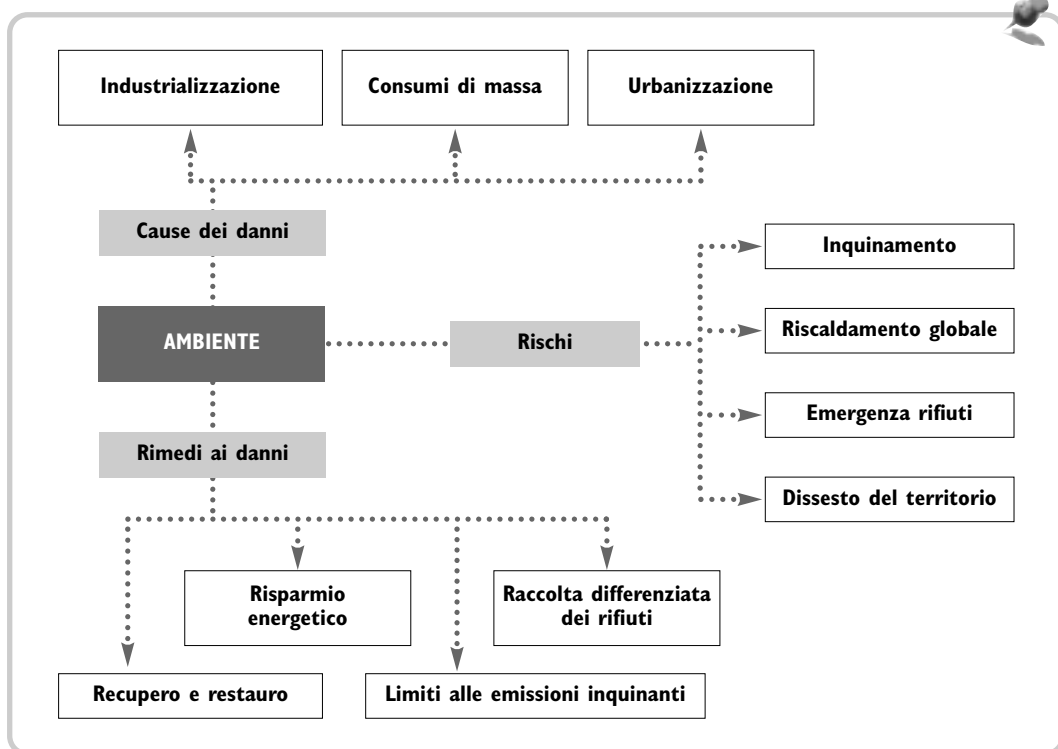 Industrializzazione
Consumi di massa
Urbanizzazione
Cause dei danni
Inquinamento
AMBIENTE
Rischi
Riscaldamento globale
Emergenza rifiuti
Rimedi ai danni
Dissesto del territorio
Risparmio
energetico
Raccolta differenziata
dei rifiuti
Recupero e restauro
Limiti alle emissioni inquinanti